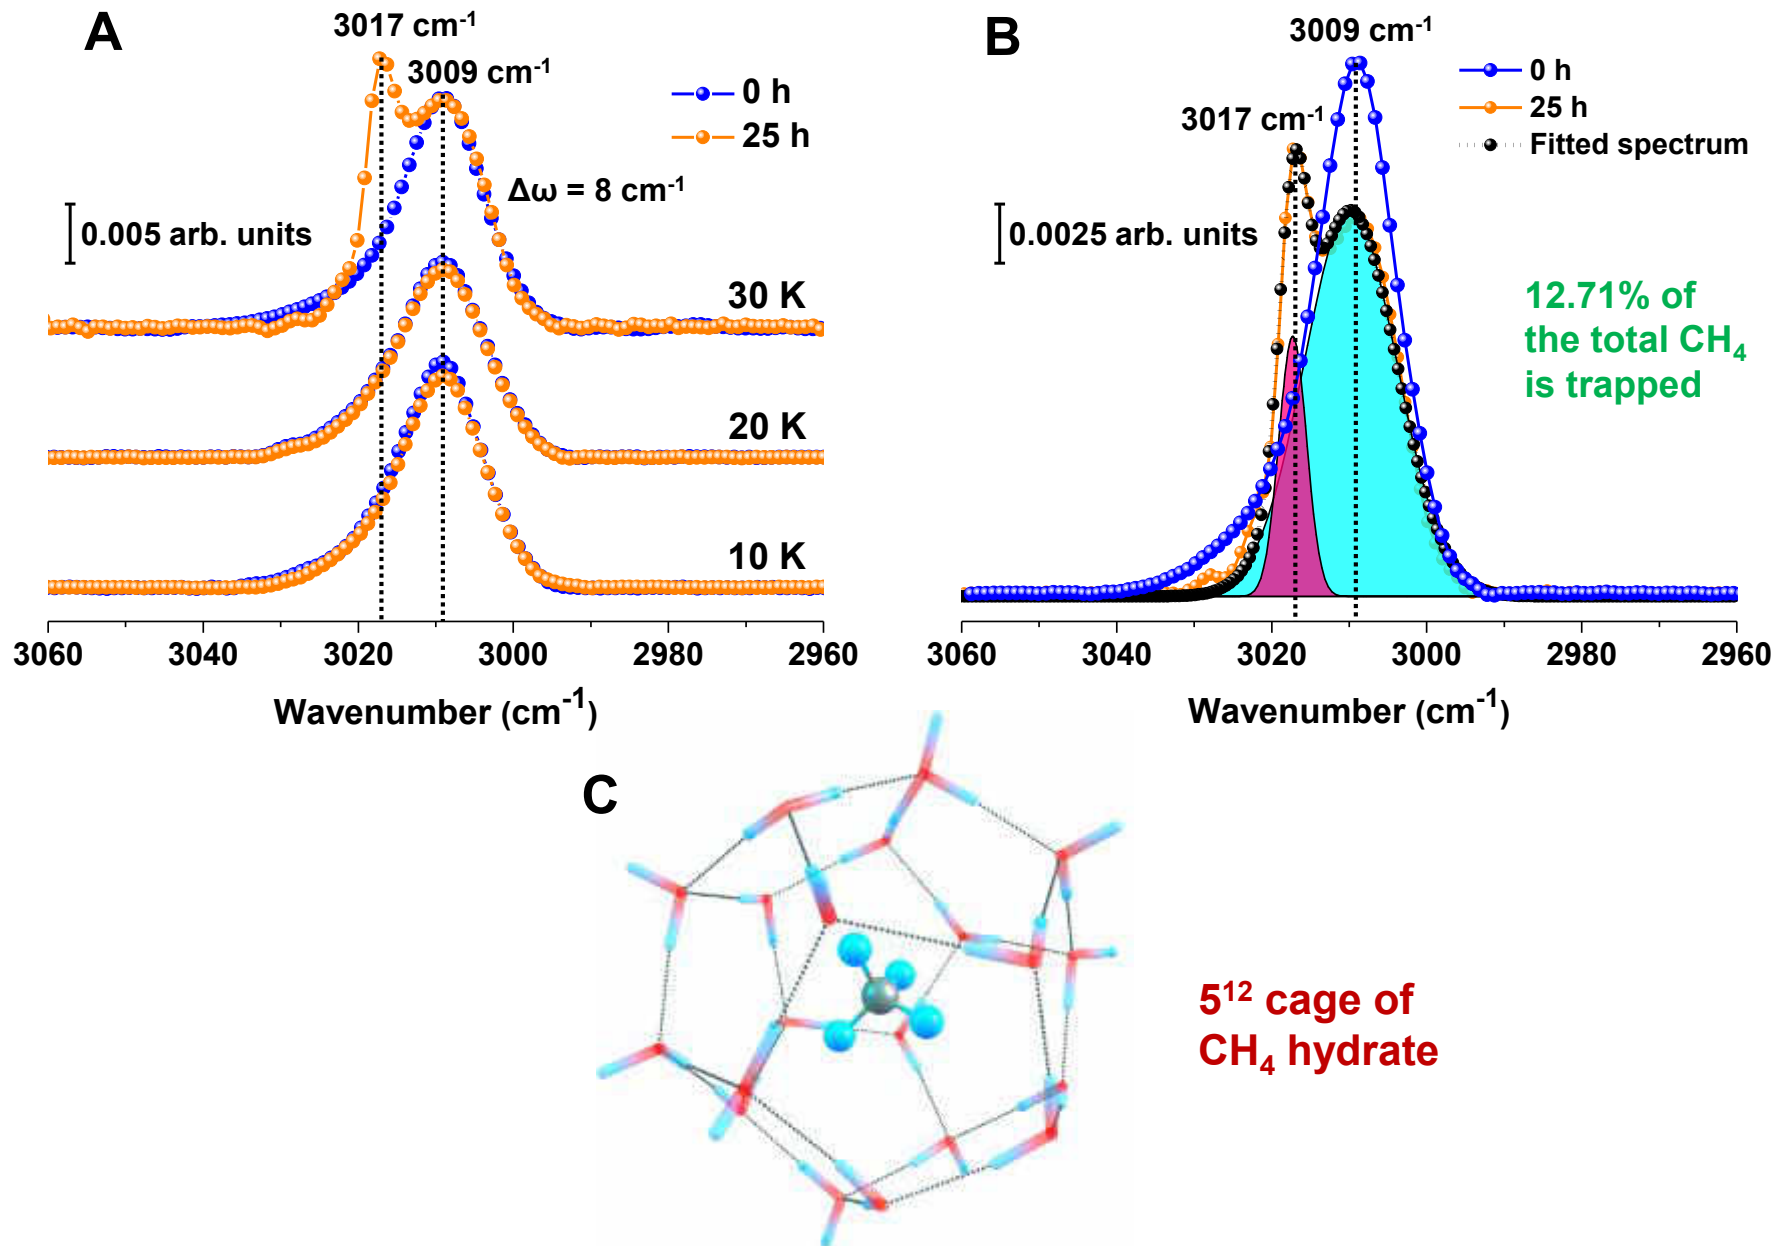 A
3017 cm⁻¹
3009 cm⁻¹
0 h
25 h
Δω = 8 cm⁻¹
0.005 arb. units
30 K
20 K
10 K
3060 3040 3020 3000 2980 2960
Wavenumber (cm⁻¹)
B
3009 cm⁻¹
3017 cm⁻¹
0 h
25 h
Fitted spectrum
0.0025 arb. units
12.71% of
the total CH₄
is trapped
3060 3040 3020 3000 2980 2960
Wavenumber (cm⁻¹)
C
5¹² cage of
CH₄ hydrate